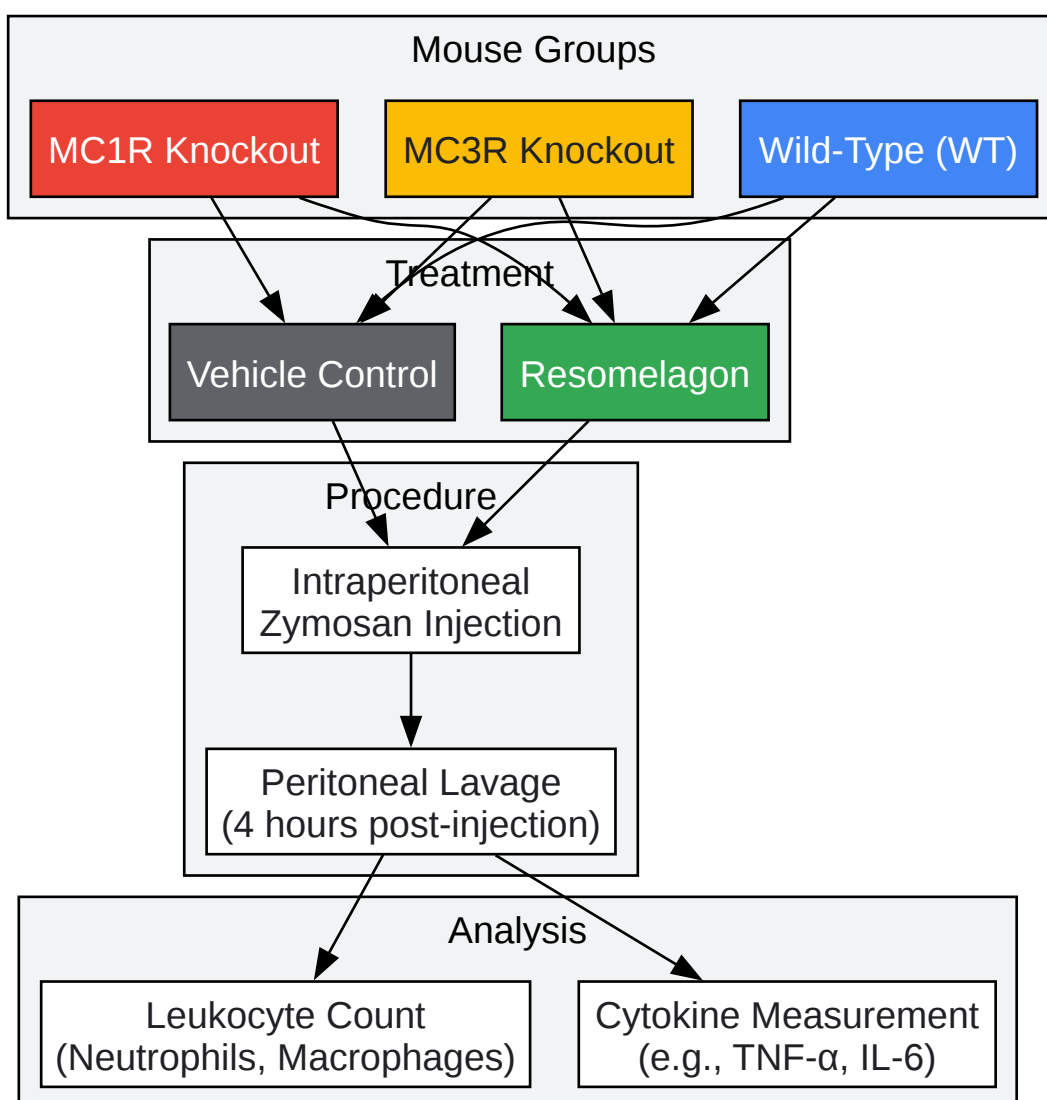 Mouse Groups
MC1R Knockout
MC3R Knockout
Wild-Type (WT)
Treatment
Vehicle Control
Resomelagon
Procedure
Intraperitoneal
Zymosan Injection
Peritoneal Lavage
(4 hours post-injection)
Analysis
Leukocyte Count
(Neutrophils, Macrophages)
Cytokine Measurement
(e.g., TNF-α, IL-6)